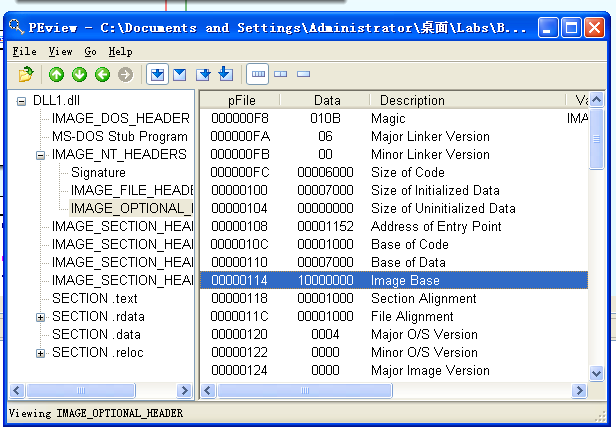 PEview - C:\Documents and Settings\Administrator\桌面\Labs\B...
File View Go Help
DLL1.dll
IMAGE_DOS_HEADER
MS-DOS Stub Program
IMAGE_NT_HEADERS
Signature
IMAGE_FILE_HEADE
IMAGE_OPTIONAL_
IMAGE_SECTION_HEAI
IMAGE_SECTION_HEAI
IMAGE_SECTION_HEAI
IMAGE_SECTION_HEAI
SECTION .text
SECTION .rdata
SECTION .data
SECTION .reloc
pFile Data Description Va
000000F8 010B Magic IMA
000000FA 06 Major Linker Version
000000FB 00 Minor Linker Version
000000FC 00006000 Size of Code
00000100 00007000 Size of Initialized Data
00000104 00000000 Size of Uninitialized Data
00000108 00001152 Address of Entry Point
0000010C 00001000 Base of Code
00000110 00007000 Base of Data
00000114 10000000 Image Base
00000118 00001000 Section Alignment
0000011C 00001000 File Alignment
00000120 0004 Major O/S Version
00000122 0000 Minor O/S Version
00000124 0000 Major Image Version
Viewing IMAGE_OPTIONAL_HEADER